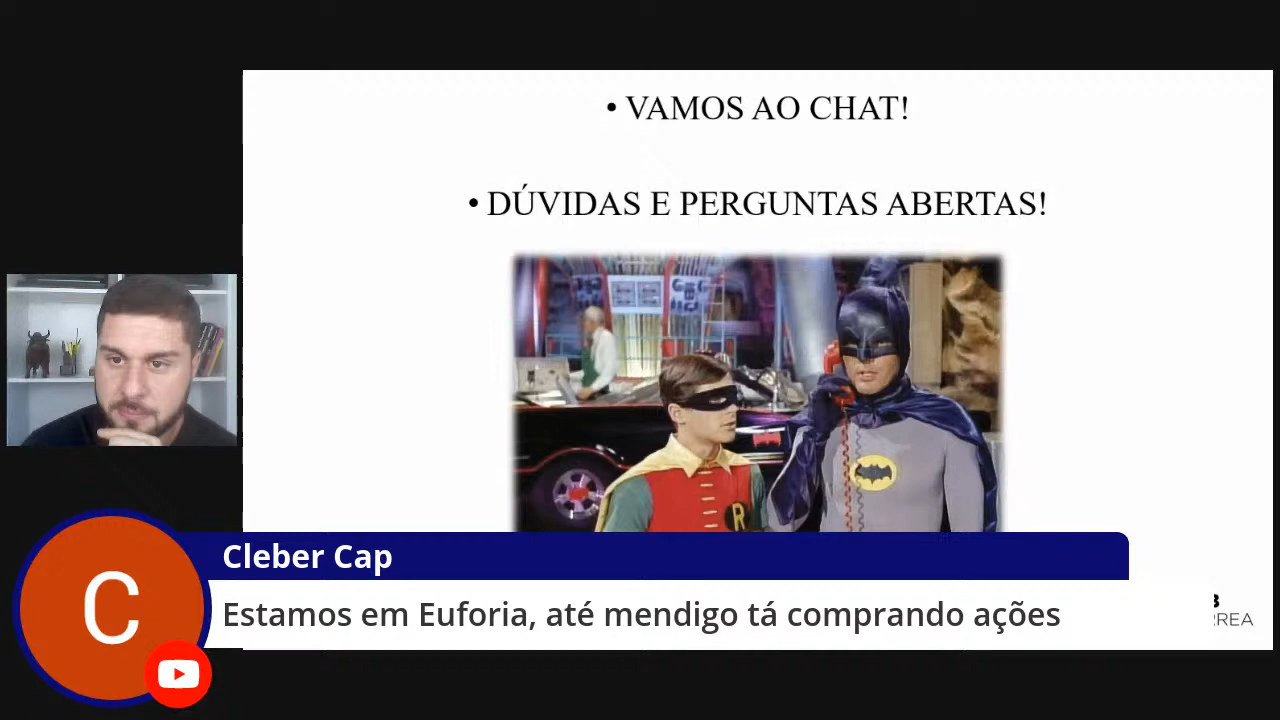 • VAMOS AO CHAT!
• DÚVIDAS E PERGUNTAS ABERTAS!
R
Cleber Cap
Estamos em Euforia, até mendigo tá comprando ações
C